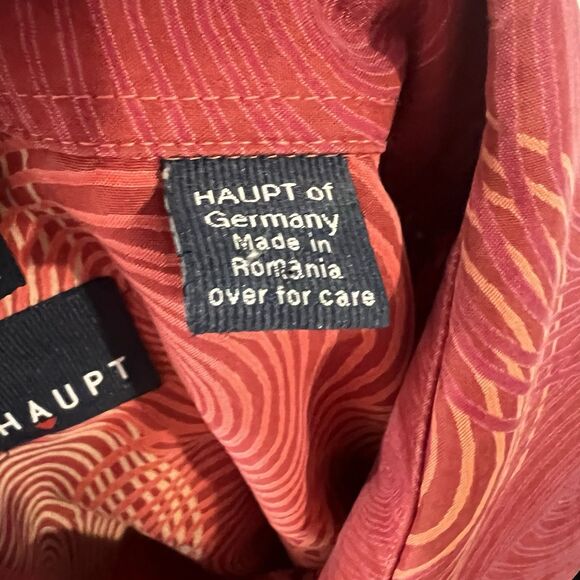 HAUPT of
Germany
Made in
Romania
over for care
HAUPT